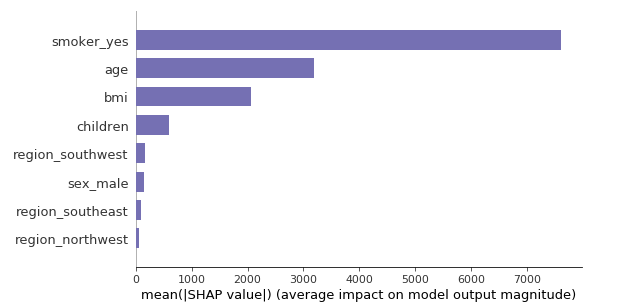 smoker_yes
age
bmi
children
region_southwest
sex_male
region_southeast
region_northwest
0 1000 2000 3000 4000 5000 6000 7000
mean(|SHAP value|) (average impact on model output magnitude)